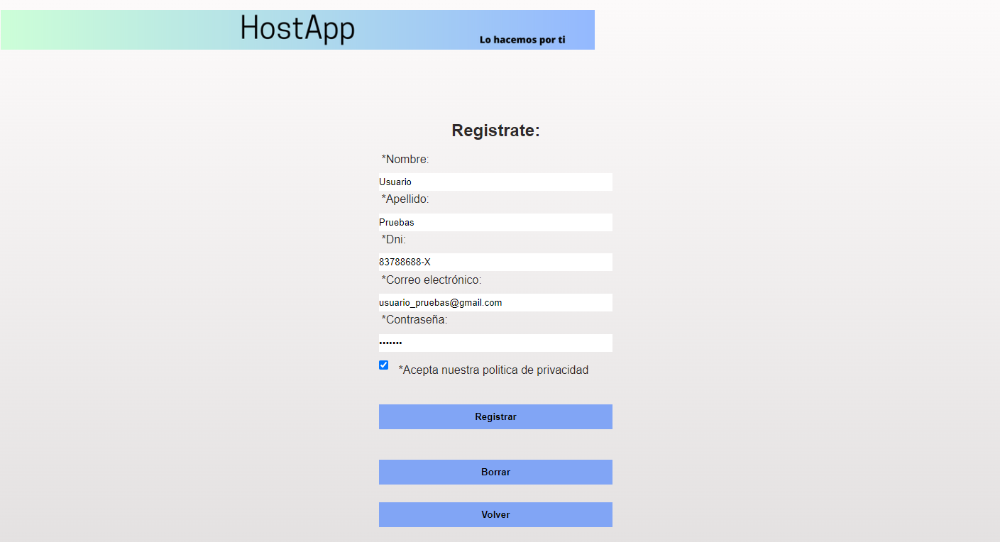 HostApp
Lo hacemos por ti
Registrate:
*Nombre:
Usuario
*Apellido:
Pruebas
*Dni:
83788688-X
*Correo electrónico:
usuario_pruebas@gmail.com
*Contraseña:
•••••••
*Acepta nuestra politica de privacidad
Registrar
Borrar
Volver